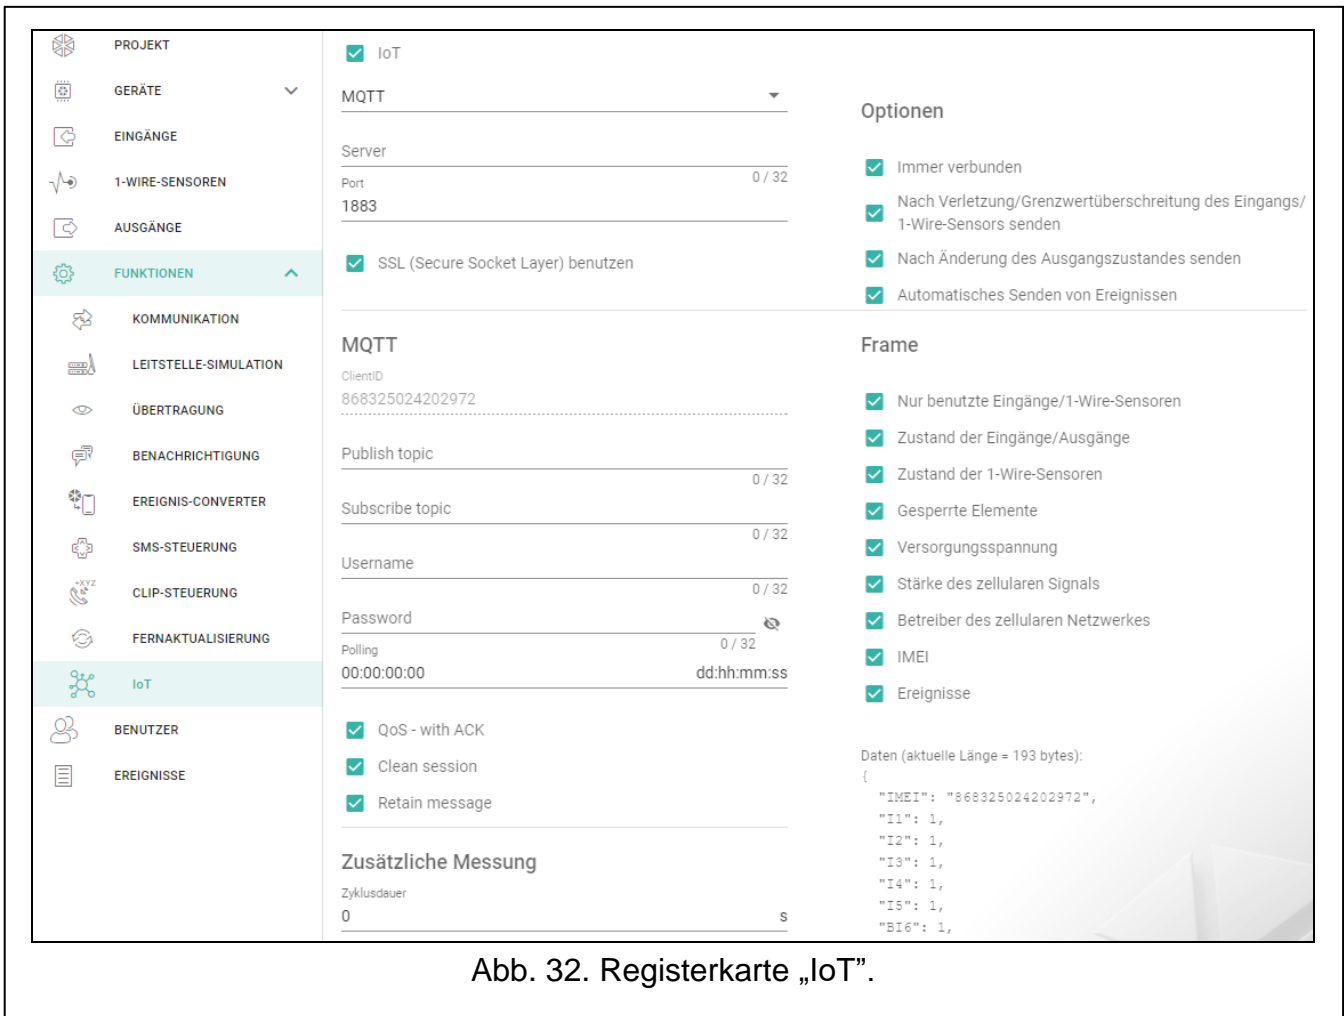 PROJEKT
GERÄTE
EINGÄNGE
1-WIRE-SENSOREN
AUSGÄNGE
FUNKTIONEN
KOMMUNIKATION
LEITSTELLE-SIMULATION
ÜBERTRAGUNG
BENACHRICHTIGUNG
EREIGNIS-CONVERTER
SMS-STEUERUNG
+XYZ
CLIP-STEUERUNG
FERNAKTUALISIERUNG
IoT
BENUTZER
EREIGNISSE
IoT
MQTT
Server
0 / 32
Port
1883
SSL (Secure Socket Layer) benutzen
Optionen
Immer verbunden
Nach Verletzung/Grenzwertüberschreitung des Eingangs/
1-Wire-Sensors senden
Nach Änderung des Ausgangszustandes senden
Automatisches Senden von Ereignissen
MQTT
ClientID
868325024202972
Publish topic
0 / 32
Subscribe topic
0 / 32
Username
0 / 32
Password
0 / 32
Polling
00:00:00:00 dd:hh:mm:ss
QoS - with ACK
Clean session
Retain message
Zusätzliche Messung
Zyklusdauer
0 s
Frame
Nur benutzte Eingänge/1-Wire-Sensoren
Zustand der Eingänge/Ausgänge
Zustand der 1-Wire-Sensoren
Gesperrte Elemente
Versorgungsspannung
Stärke des zellularen Signals
Betreiber des zellularen Netzwerkes
IMEI
Ereignisse
Daten (aktuelle Länge = 193 bytes):
{
"IMEI": "868325024202972",
"I1": 1,
"I2": 1,
"I3": 1,
"I4": 1,
"I5": 1,
"BI6": 1,
Abb. 32. Registerkarte „IoT”.